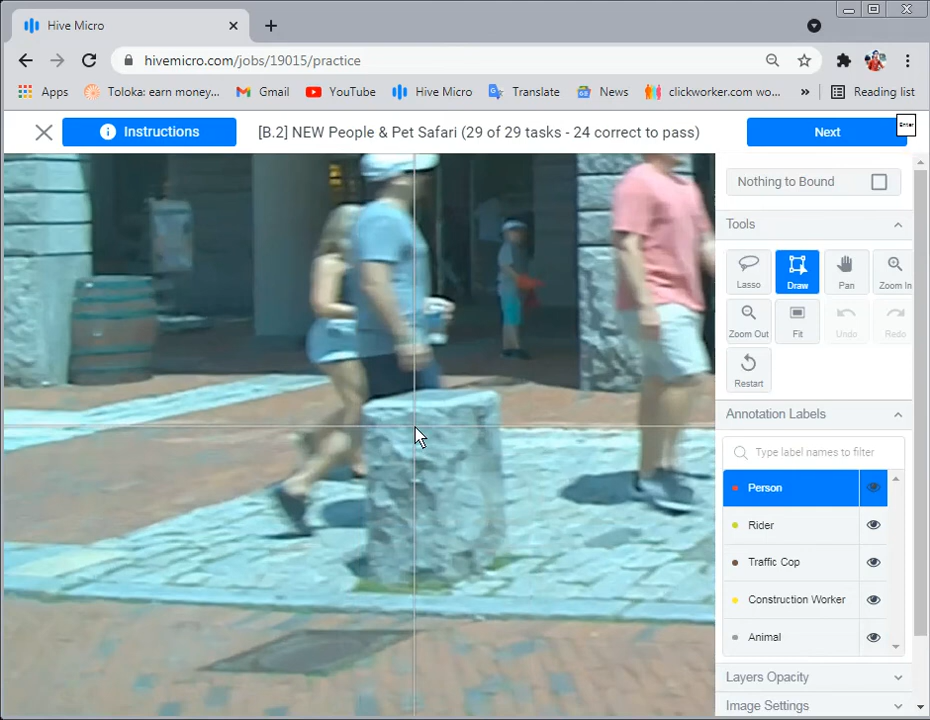 Hive Micro
hivemicro.com/jobs/19015/practice
Apps
Toloka: earn money...
Gmail
YouTube
Hive Micro
Translate
News
clickworker.com wo...
»
Reading list
Instructions
[B.2] NEW People & Pet Safari (29 of 29 tasks - 24 correct to pass)
Next
Enter
Nothing to Bound
Tools
Lasso
Draw
Pan
Zoom In
Zoom Out
Fit
Undo
Redo
Restart
Annotation Labels
Type label names to filter
Person
Rider
Traffic Cop
Construction Worker
Animal
Layers Opacity
Image Settings